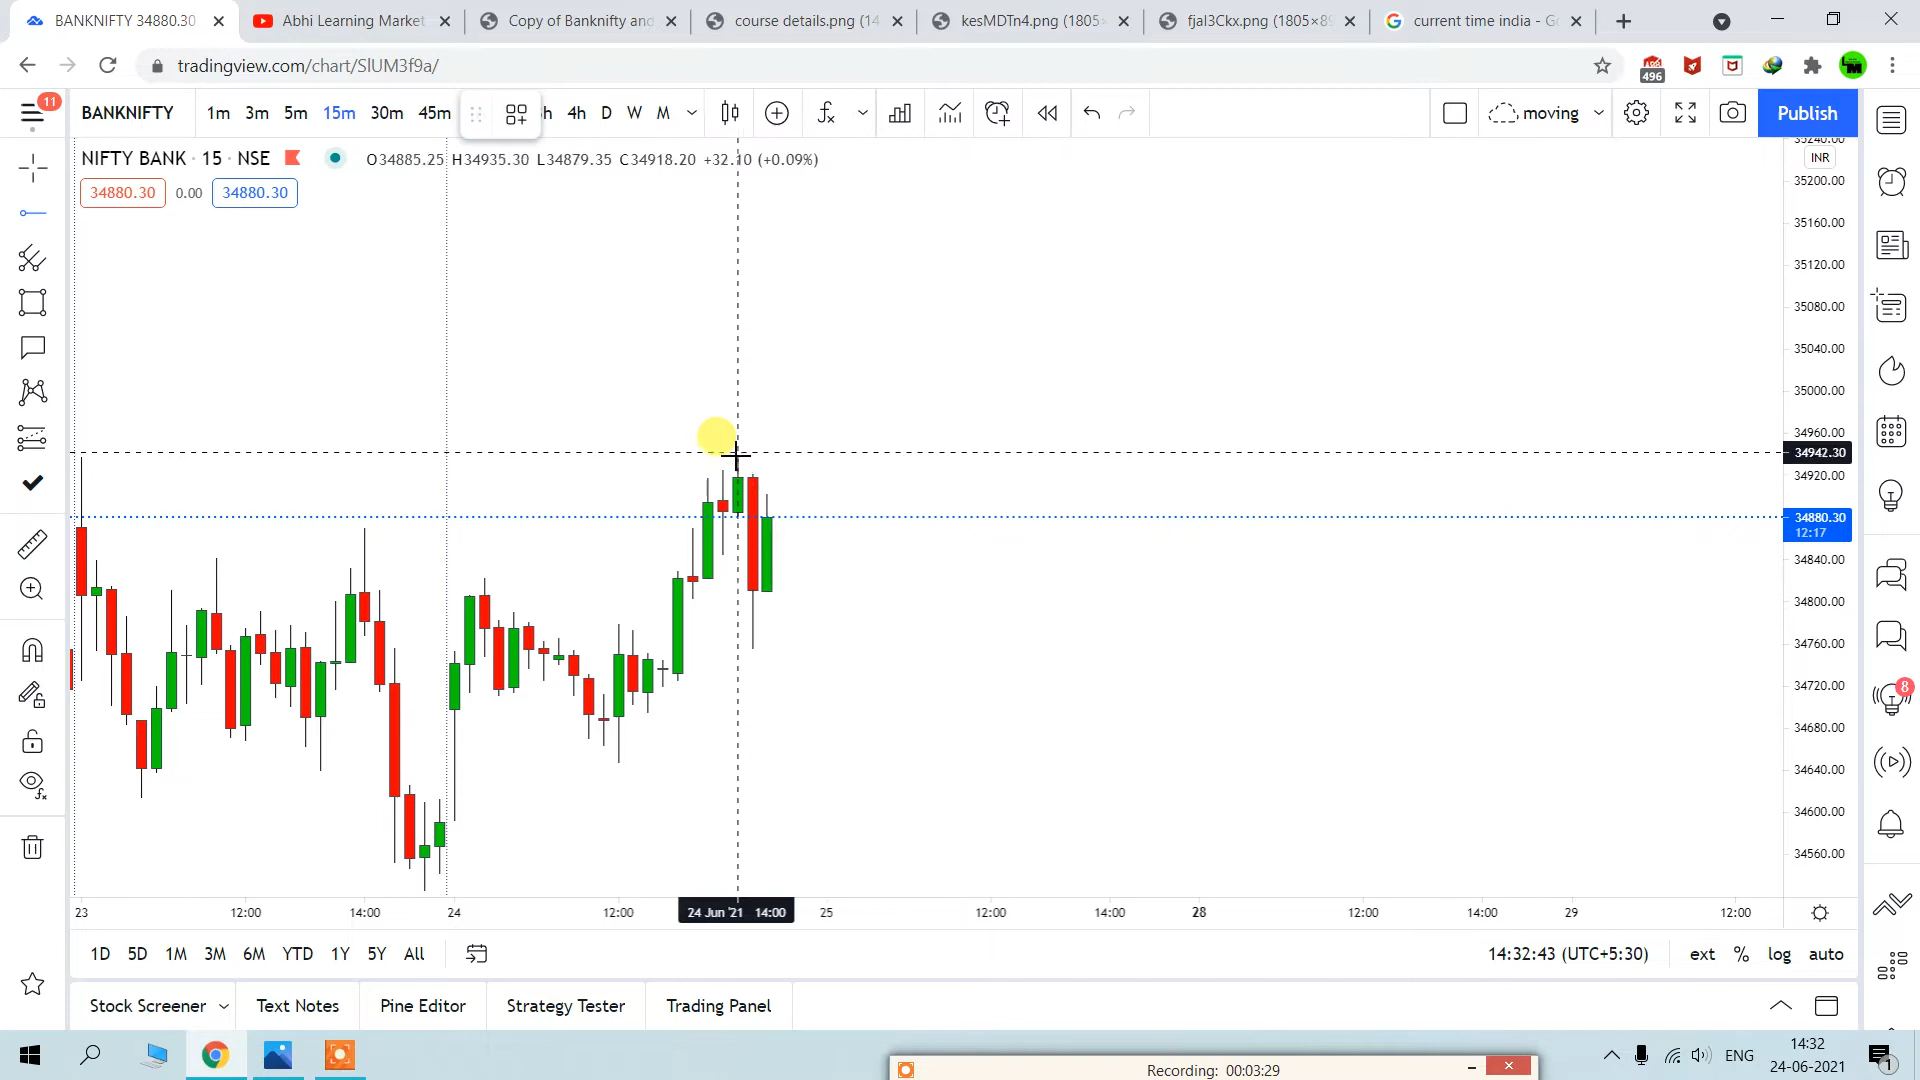 BANKNIFTY 34880.30
Abhi Learning Market
Copy of Banknifty and
course details.png (14
kesMDTn4.png (1805×
fjal3Ckx.png (1805×89
current time india - Go
tradingview.com/chart/SlUM3f9a/
496
11
BANKNIFTY
1m 3m 5m 15m 30m 45m h 4h D W M
moving
Publish
NIFTY BANK · 15 · NSE
O34885.25 H34935.30 L34879.35 C34918.20 +32.10 (+0.09%)
34880.30 0.00 34880.30
INR
35240.00
35200.00
35160.00
35120.00
35080.00
35040.00
35000.00
34960.00
34942.30
34920.00
34880.30
12:17
34840.00
34800.00
34760.00
34720.00
34680.00
34640.00
34600.00
34560.00
8
23 12:00 14:00 24 12:00 24 Jun '21 14:00 25 12:00 14:00 28 12:00 14:00 29 12:00
1D 5D 1M 3M 6M YTD 1Y 5Y All
14:32:43 (UTC+5:30) ext % log auto
Stock Screener Text Notes Pine Editor Strategy Tester Trading Panel
Recording: 00:03:29
ENG
14:32
24-06-2021
1